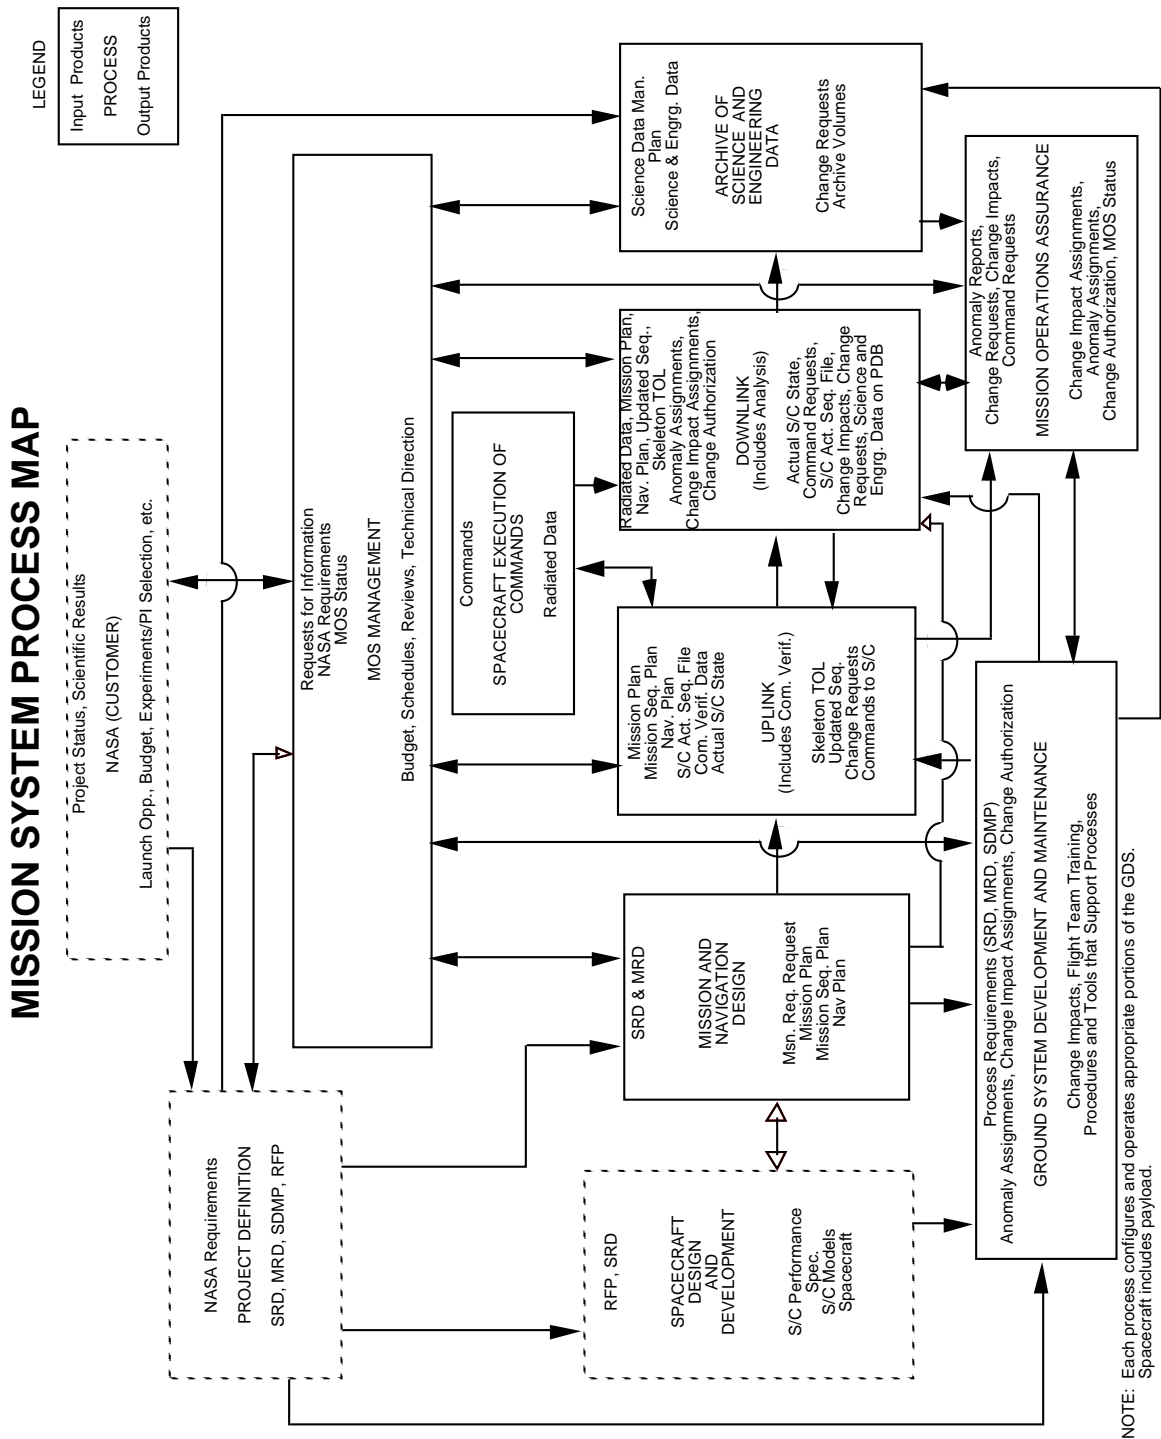 MISSION SYSTEM PROCESS MAP
LEGEND
Input Products
PROCESS
Output Products
Project Status, Scientific Results
NASA (CUSTOMER)
Launch Opp., Budget, Experiments/PI Selection, etc.
NASA Requirements
PROJECT DEFINITION
SRD, MRD, SDMP, RFP
Requests for Information
NASA Requirements
MOS Status
MOS MANAGEMENT
Budget, Schedules, Reviews, Technical Direction
Commands
SPACECRAFT EXECUTION OF
COMMANDS
Radiated Data
RFP, SRD
SPACECRAFT
DESIGN
AND
DEVELOPMENT
S/C Performance
Spec.
S/C Models
Spacecraft
SRD & MRD
MISSION AND
NAVIGATION
DESIGN
Msn. Req. Request
Mission Plan
Mission Seq. Plan
Nav Plan
Mission Plan
Mission Seq. Plan
Nav. Plan
S/C Act. Seq. File
Com. Verif. Data
Actual S/C State
UPLINK
(Includes Com. Verif.)
Skeleton TOL
Updated Seq.
Change Requests
Commands to S/C
Radiated Data, Mission Plan,
Nav. Plan, Updated Seq.,
Skeleton TOL
Anomaly Assignments,
Change Impact Assignments,
Change Authorization
DOWNLINK
(Includes Analysis)
Actual S/C State,
Command Requests,
S/C Act. Seq. File,
Change Impacts, Change
Requests, Science and
Engrg. Data on PDB
Science Data Man.
Plan
Science & Engrg. Data
ARCHIVE OF
SCIENCE AND
ENGINEERING
DATA
Change Requests
Archive Volumes
Process Requirements (SRD, MRD, SDMP)
Anomaly Assignments, Change Impact Assignments, Change Authorization
GROUND SYSTEM DEVELOPMENT AND MAINTENANCE
Change Impacts, Flight Team Training,
Procedures and Tools that Support Processes
Anomaly Reports,
Change Requests, Change Impacts,
Command Requests
MISSION OPERATIONS ASSURANCE
Change Impact Assignments,
Anomaly Assignments,
Change Authorization, MOS Status
NOTE: Each process configures and operates appropriate portions of the GDS.
Spacecraft includes payload.